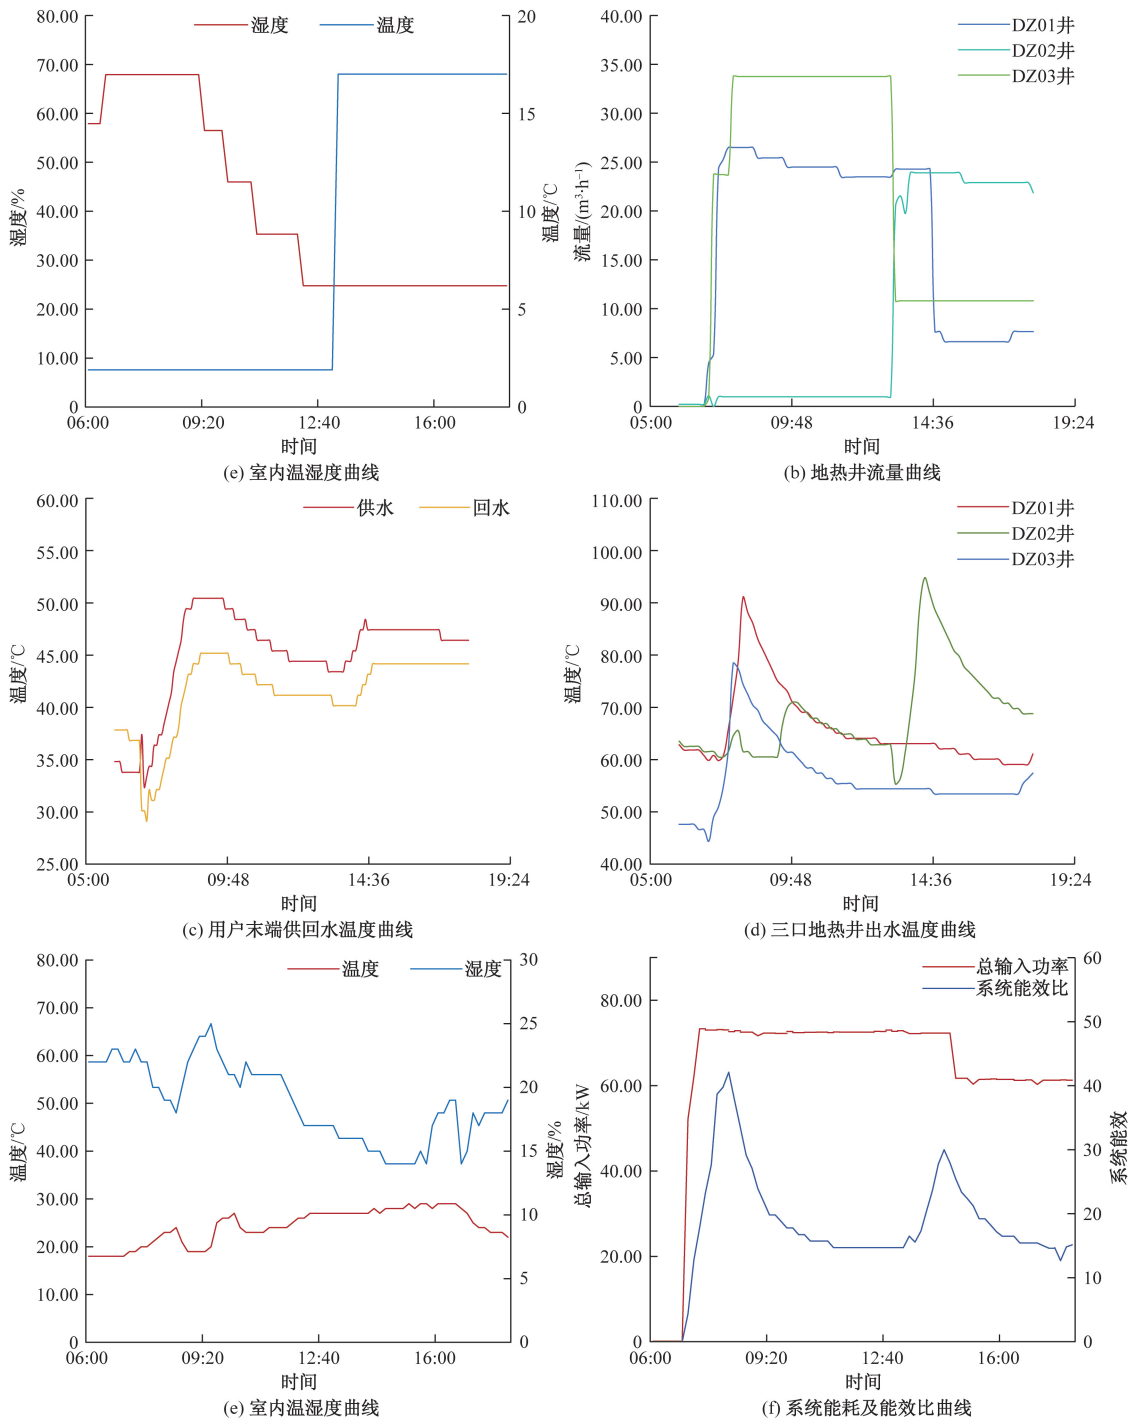 湿度
温度
80.00
70.00
60.00
50.00
40.00
30.00
20.00
10.00
0
湿度/%
20
15
10
5
0
温度/℃
06:00
09:20
12:40
16:00
时间
(e) 室内温湿度曲线
DZ01井
DZ02井
DZ03井
40.00
35.00
30.00
25.00
20.00
15.00
10.00
5.00
0
流量/(m³·h⁻¹)
05:00
09:48
14:36
19:24
时间
(b) 地热井流量曲线
供水
回水
60.00
55.00
50.00
45.00
40.00
35.00
30.00
25.00
温度/℃
05:00
09:48
14:36
19:24
时间
(c) 用户末端供回水温度曲线
DZ01井
DZ02井
DZ03井
110.00
100.00
90.00
80.00
70.00
60.00
50.00
40.00
温度/℃
05:00
09:48
14:36
19:24
时间
(d) 三口地热井出水温度曲线
温度
湿度
80.00
70.00
60.00
50.00
40.00
30.00
20.00
10.00
0
温度/℃
30
25
20
15
10
5
0
湿度/%
06:00
09:20
12:40
16:00
时间
(e) 室内温湿度曲线
总输入功率
系统能效比
80.00
60.00
40.00
20.00
0
总输入功率/kW
60
50
40
30
20
10
0
系统能效
06:00
09:20
12:40
16:00
时间
(f) 系统能耗及能效比曲线